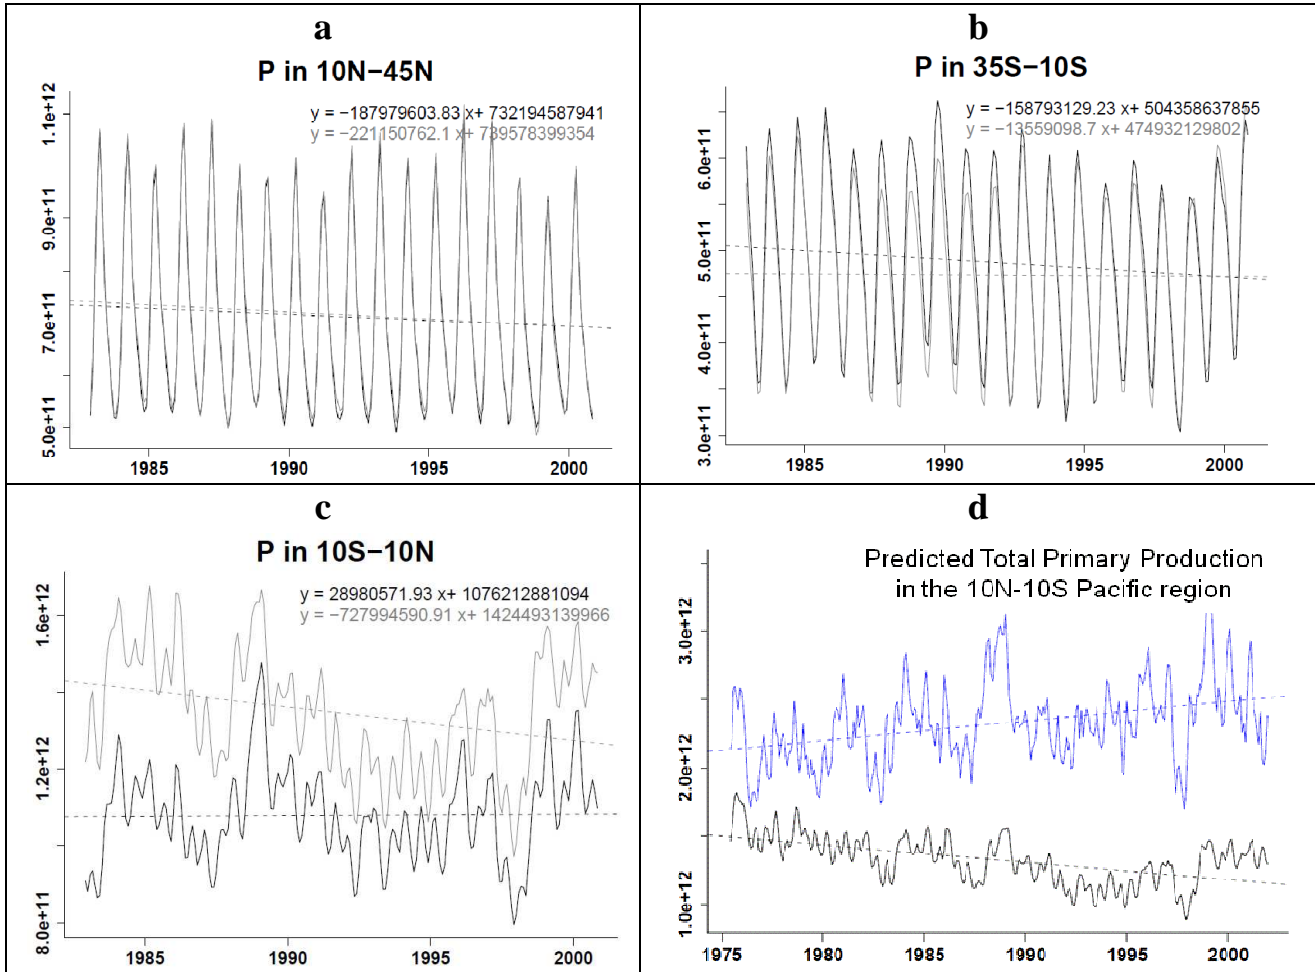 a
P in 10N−45N
y = −187979603.83 x+ 732194587941
y = −221150762.1 x+ 739578399354
1.1e+12
9.0e+11
7.0e+11
5.0e+11
1985 1990 1995 2000
b
P in 35S−10S
y = −158793129.23 x+ 504358637855
y = −13559098.7 x+ 474932129802
6.0e+11
5.0e+11
4.0e+11
3.0e+11
1985 1990 1995 2000
c
P in 10S−10N
y = 28980571.93 x+ 1076212881094
y = −727994590.91 x+ 1424493139966
1.6e+12
1.2e+12
8.0e+11
1985 1990 1995 2000
d
Predicted Total Primary Production
in the 10N-10S Pacific region
3.0e+12
2.0e+12
1.0e+12
1975 1980 1985 1990 1995 2000